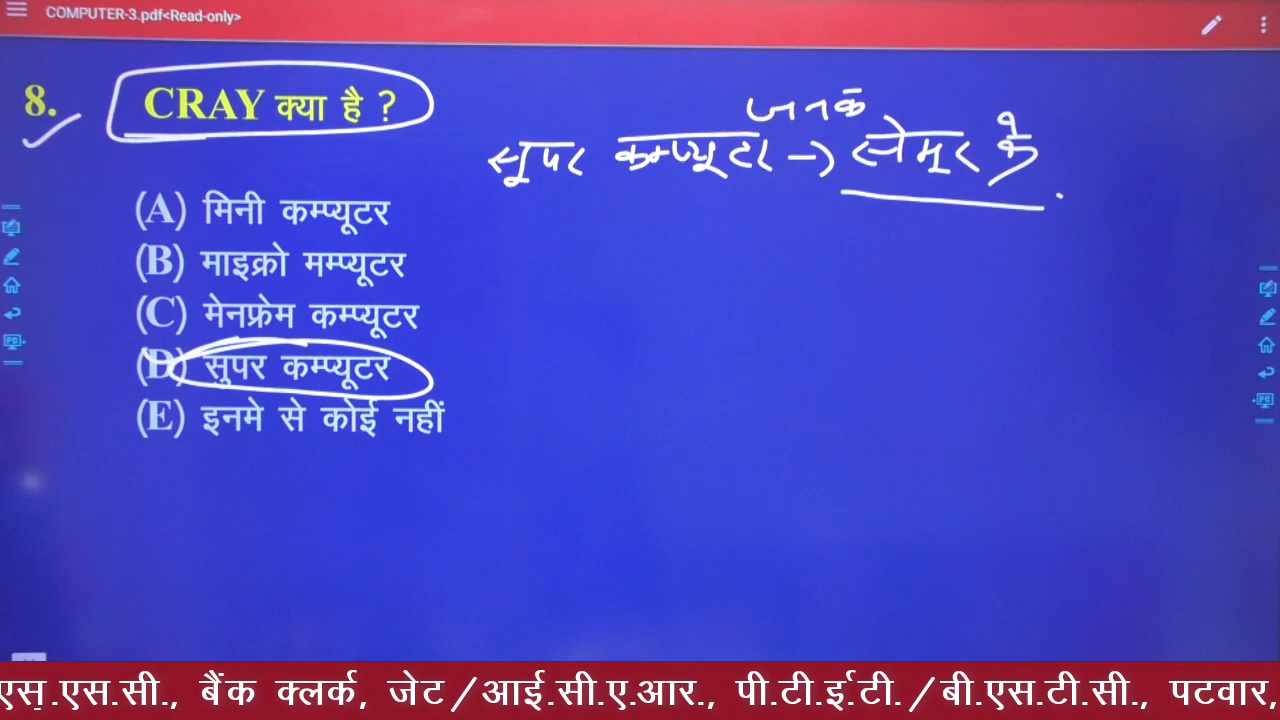 COMPUTER-3.pdf<Read-only>
8. CRAY क्या है ?
जनक
सूपर कम्प्यूटर → सेमूर क्रे
(A) मिनी कम्प्यूटर
(B) माइक्रो मम्प्यूटर
(C) मेनफ्रेम कम्प्यूटर
(D) सुपर कम्प्यूटर
(E) इनमे से कोई नहीं
एस.एस.सी., बैंक क्लर्क, जेट/आई.सी.ए.आर., पी.टी.ई.टी./बी.एस.टी.सी., पटवार,